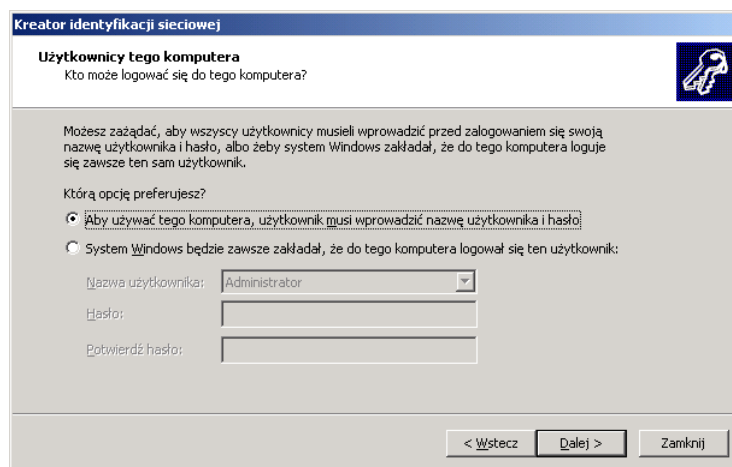 Kreator identyfikacji sieciowej
Użytkownicy tego komputera
Kto może logować się do tego komputera?
Możesz zażądać, aby wszyscy użytkownicy musieli wprowadzić przed zalogowaniem się swoją
nazwę użytkownika i hasło, albo żeby system Windows zakładał, że do tego komputera loguje
się zawsze ten sam użytkownik.
Którą opcję preferujesz?
Aby używać tego komputera, użytkownik musi wprowadzić nazwę użytkownika i hasło
System Windows będzie zawsze zakładał, że do tego komputera logował się ten użytkownik:
Nazwa użytkownika: Administrator
Hasło:
Potwierdź hasło:
< Wstecz Dalej > Zamknij